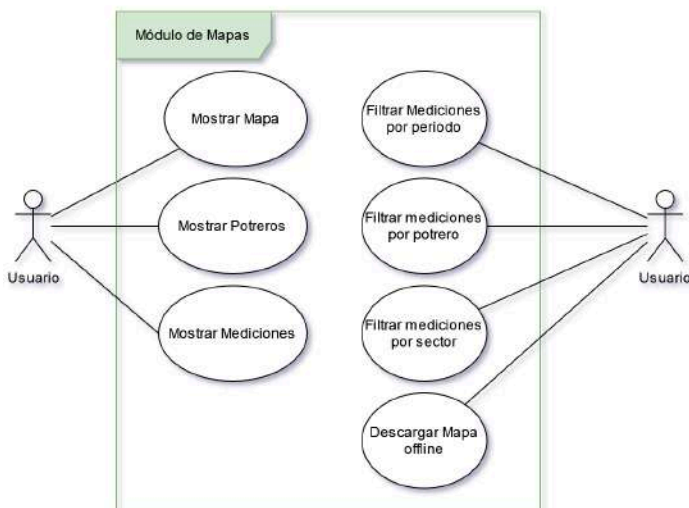 Módulo de Mapas
Mostrar Mapa
Filtrar Mediciones
por periodo
Mostrar Potreros
Filtrar mediciones
por potrero
Usuario
Usuario
Mostrar Mediciones
Filtrar mediciones
por sector
Descargar Mapa
offline